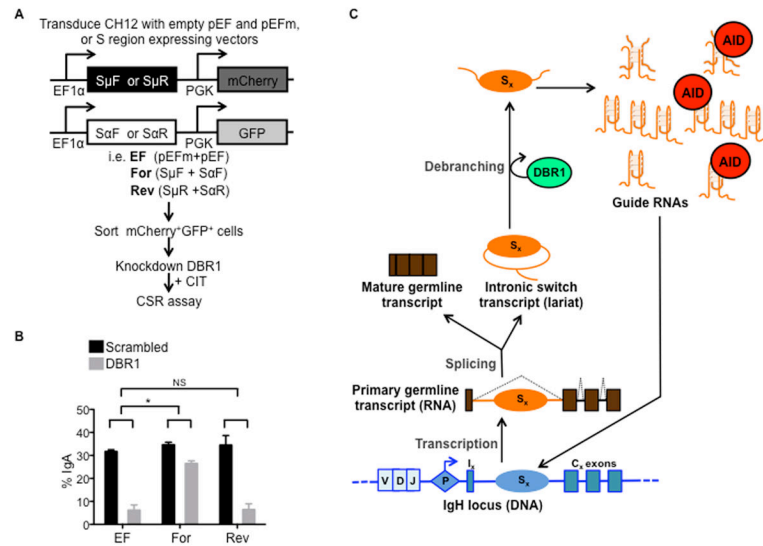 A
Transduce CH12 with empty pEF and pEFm,
or S region expressing vectors
SμF or SμR
mCherry
EF1α
PGK
SαF or SαR
GFP
EF1α
PGK
i.e. EF (pEFm+pEF)
For (SμF + SαF)
Rev (SμR +SαR)
Sort mCherry⁺GFP⁺ cells
Knockdown DBR1
+ CIT
CSR assay
B
Scrambled
DBR1
NS
*
% IgA
50
40
30
20
10
0
EF
For
Rev
C
Sx
AID
AID
AID
Guide RNAs
Debranching
DBR1
Sx
Mature germline
transcript
Intronic switch
transcript (lariat)
Splicing
Primary germline
transcript (RNA)
Sx
Transcription
V D J
P
Ix
Sx
Cx exons
IgH locus (DNA)